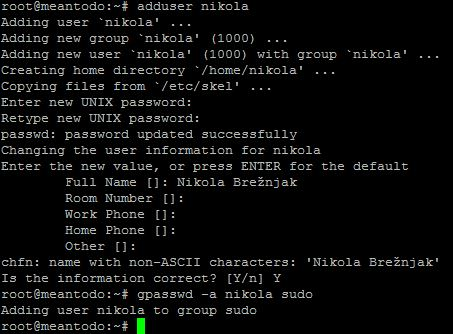 root@meantodo:~# adduser nikola
Adding user `nikola' ...
Adding new group `nikola' (1000) ...
Adding new user `nikola' (1000) with group `nikola' ...
Creating home directory `/home/nikola' ...
Copying files from `/etc/skel' ...
Enter new UNIX password:
Retype new UNIX password:
passwd: password updated successfully
Changing the user information for nikola
Enter the new value, or press ENTER for the default
Full Name []: Nikola Brežnjak
Room Number []:
Work Phone []:
Home Phone []:
Other []:
chfn: name with non-ASCII characters: 'Nikola Brežnjak'
Is the information correct? [Y/n] Y
root@meantodo:~# gpasswd -a nikola sudo
Adding user nikola to group sudo
root@meantodo:~#